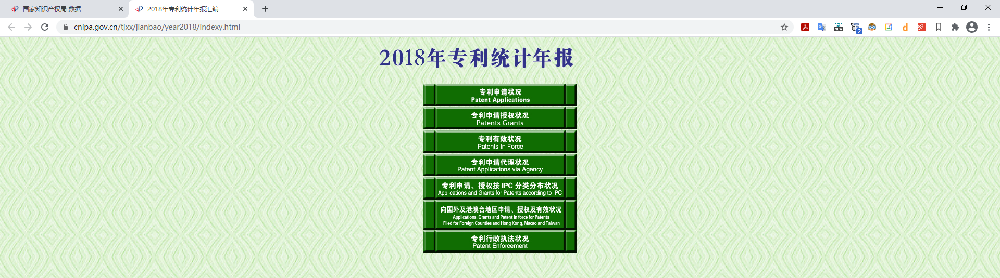 国家知识产权局 数据
2018年专利统计年报汇编
cnipa.gov.cn/tjxx/jianbao/year2018/indexy.html
NEW
2
d
2018年专利统计年报
专利申请状况
Patent Applications
专利申请授权状况
Patents Grants
专利有效状况
Patents In Force
专利申请代理状况
Patent Applications via Agency
专利申请、授权按 IPC 分类分布状况
Applications and Grants for Patents according to IPC
向国外及港澳台地区申请、授权及有效状况
Applications, Grants and Patent in force for Patents
Filed for Foreign Counties and Hong Kong, Macao and Taiwan
专利行政执法状况
Patent Enforcement